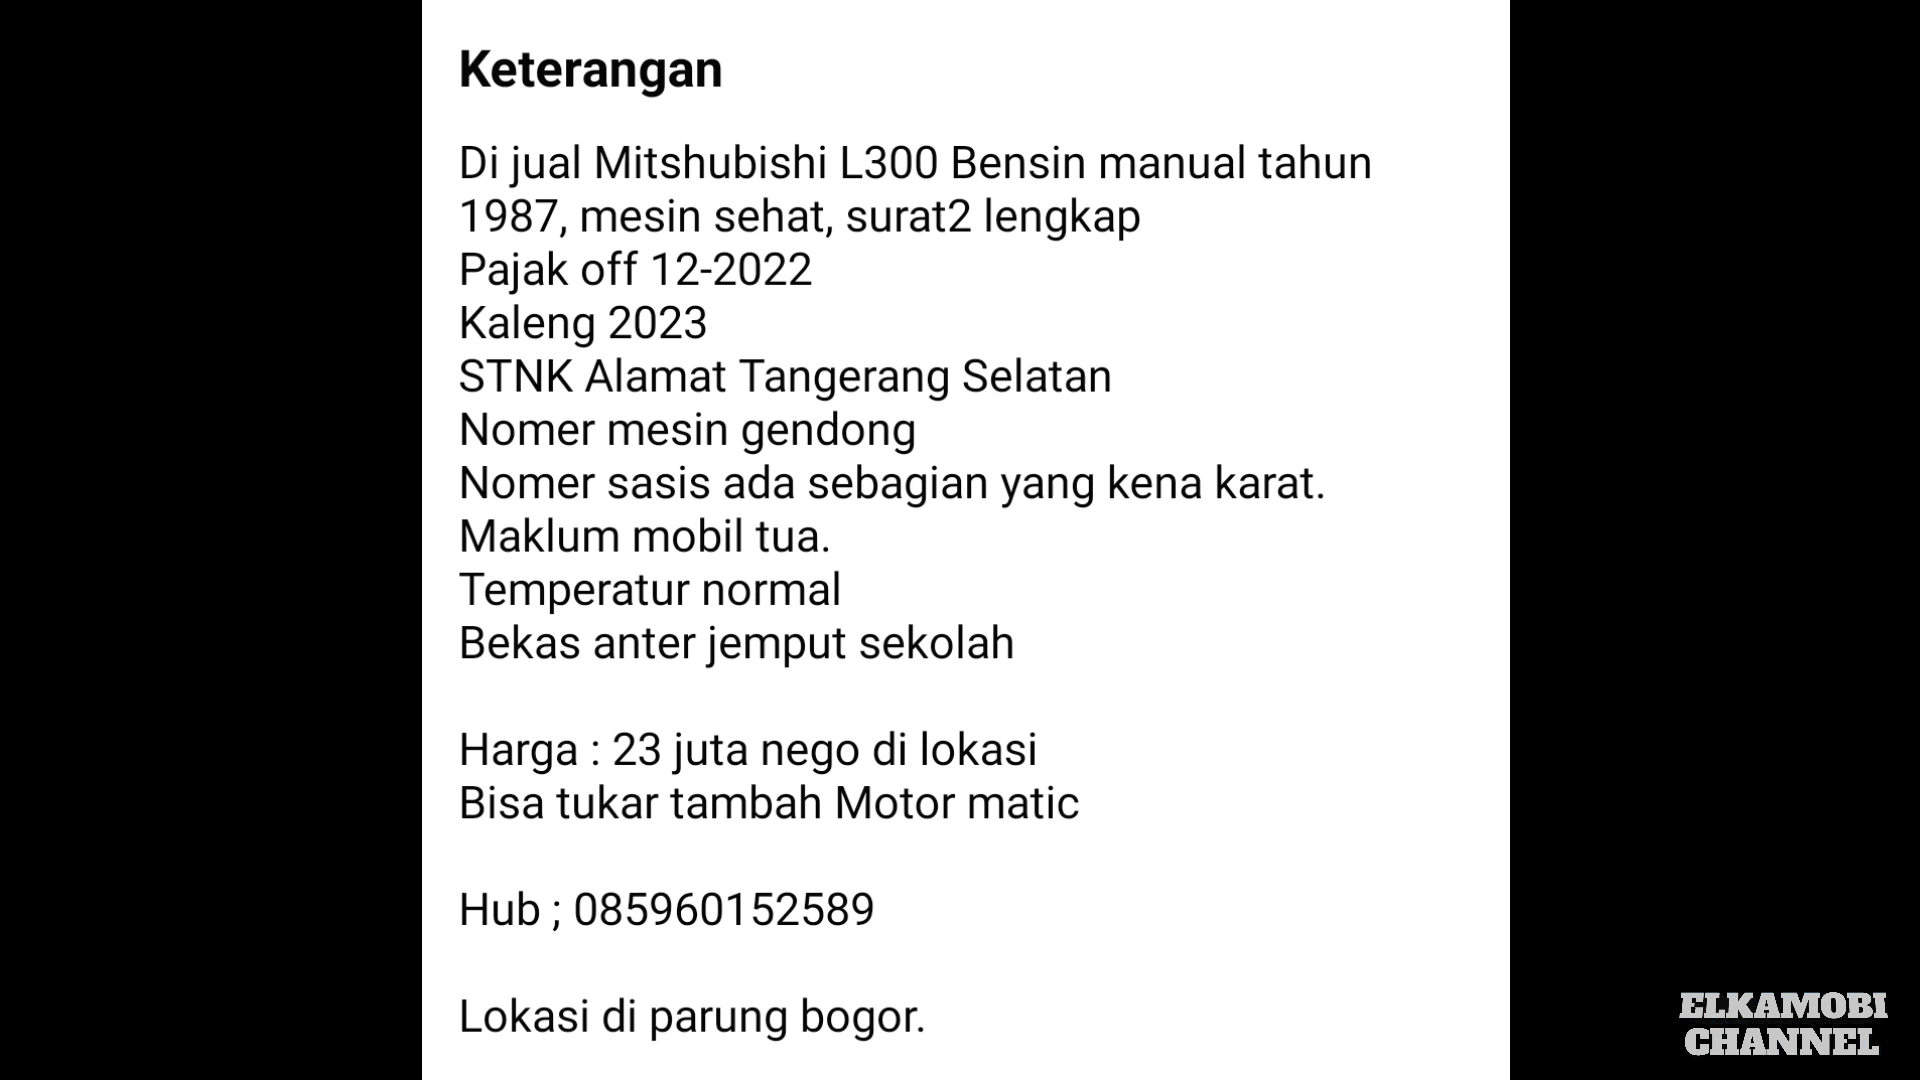 Keterangan
Di jual Mitshubishi L300 Bensin manual tahun
1987, mesin sehat, surat2 lengkap
Pajak off 12-2022
Kaleng 2023
STNK Alamat Tangerang Selatan
Nomer mesin gendong
Nomer sasis ada sebagian yang kena karat.
Maklum mobil tua.
Temperatur normal
Bekas anter jemput sekolah
Harga : 23 juta nego di lokasi
Bisa tukar tambah Motor matic
Hub ; 085960152589
Lokasi di parung bogor.
ELKAMOBI
CHANNEL